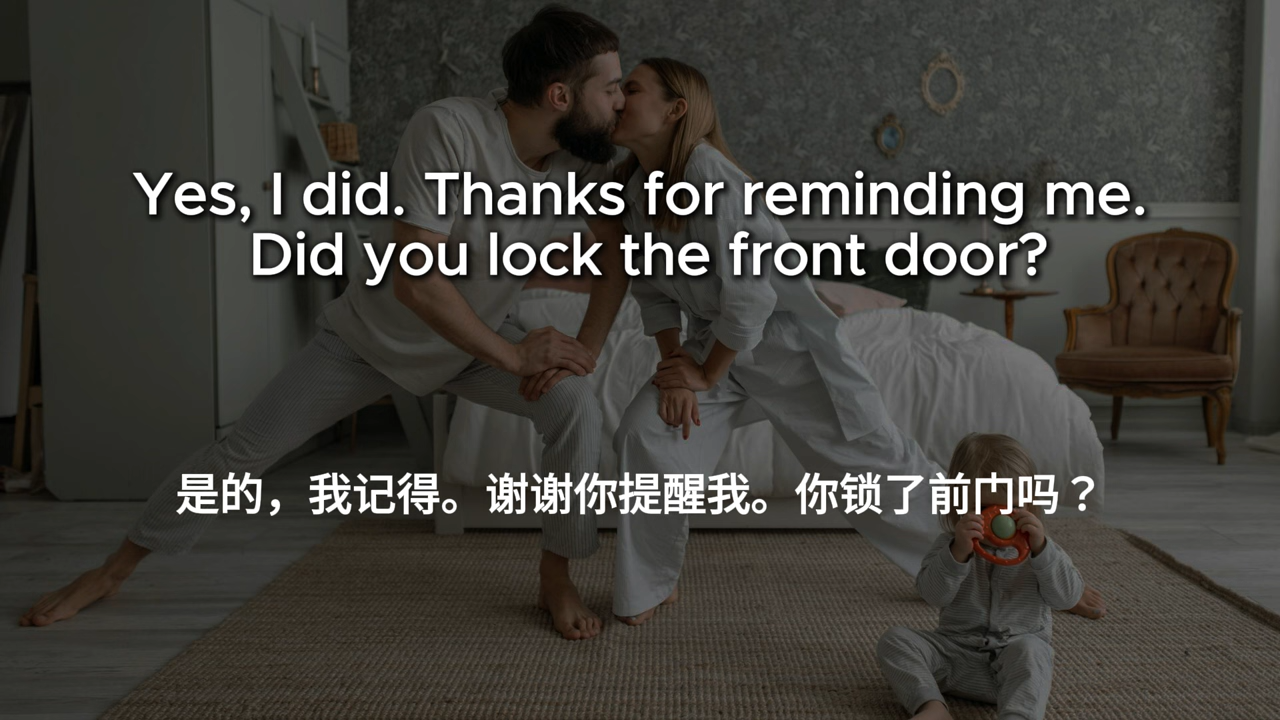 Yes, I did. Thanks for reminding me.
Did you lock the front door?
是的，我记得。谢谢你提醒我。你锁了前门吗？